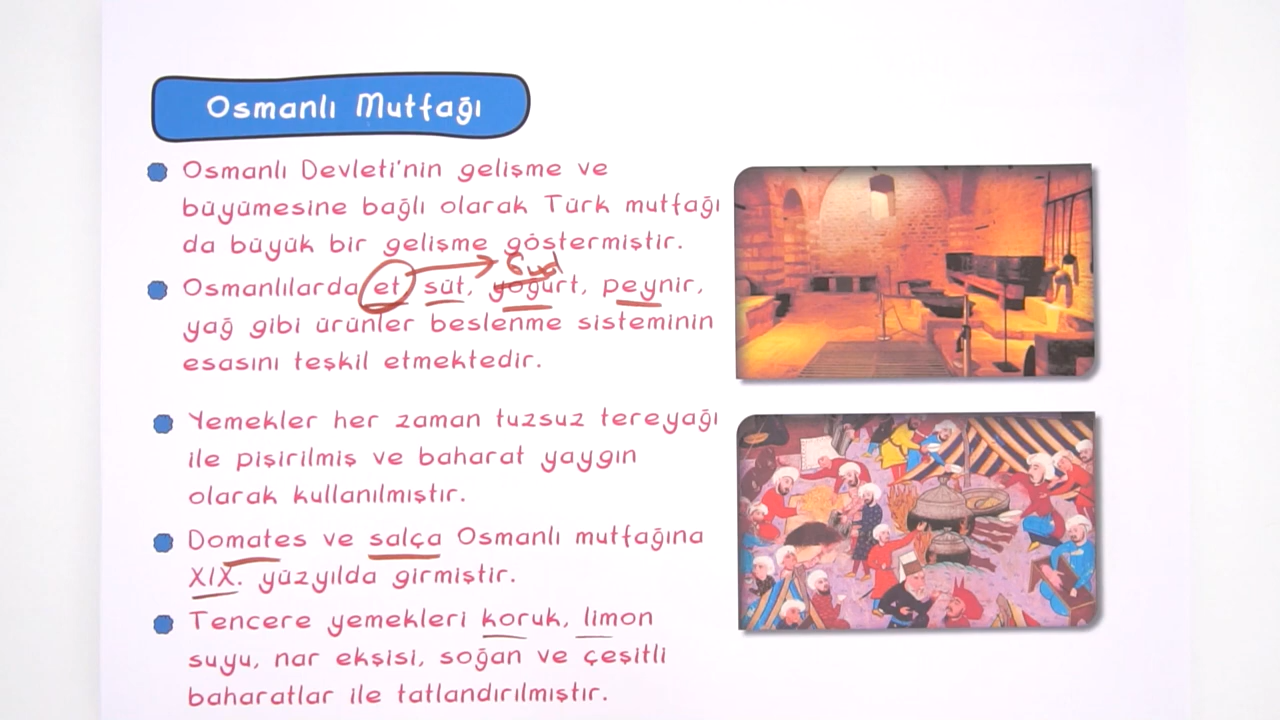 Osmanlı Mutfağı
Osmanlı Devleti'nin gelişme ve
büyümesine bağlı olarak Türk mutfağı
da büyük bir gelişme göstermiştir.
Osmanlılarda et, süt, yoğurt, peynir,
yağ gibi ürünler beslenme sisteminin
esasını teşkil etmektedir.
Yemekler her zaman tuzsuz tereyağı
ile pişirilmiş ve baharat yaygın
olarak kullanılmıştır.
Domates ve salça Osmanlı mutfağına
XIX. yüzyılda girmiştir.
Tencere yemekleri koruk, limon
suyu, nar ekşisi, soğan ve çeşitli
baharatlar ile tatlandırılmıştır.